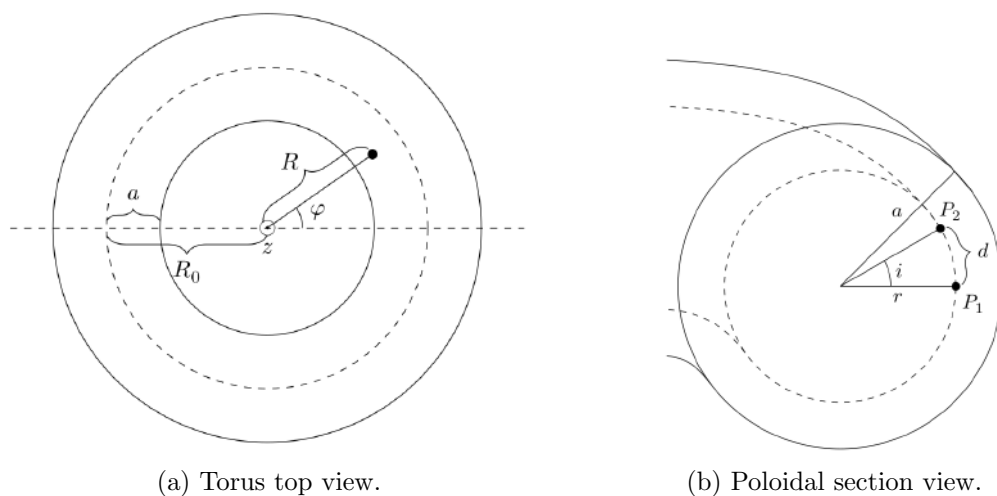 R
a
φ
z
R₀
a
P₂
d
i
r
P₁
(a) Torus top view.
(b) Poloidal section view.